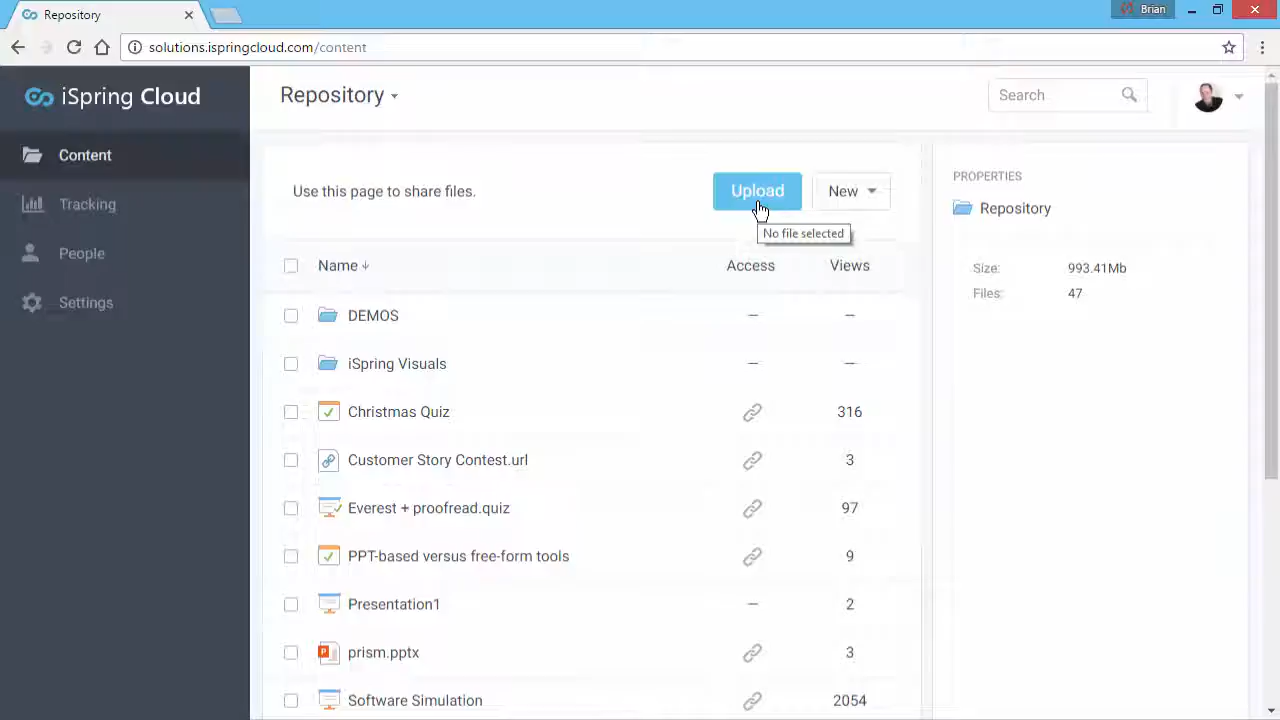 Repository
Brian
solutions.ispringcloud.com/content
iSpring Cloud
Repository
Search
Content
Tracking
People
Settings
Use this page to share files.
Upload
New
No file selected
Name
Access
Views
DEMOS
–
–
iSpring Visuals
–
–
Christmas Quiz
316
Customer Story Contest.url
3
Everest + proofread.quiz
97
PPT-based versus free-form tools
9
Presentation1
–
2
prism.pptx
3
Software Simulation
2054
PROPERTIES
Repository
Size: 993.41Mb
Files: 47